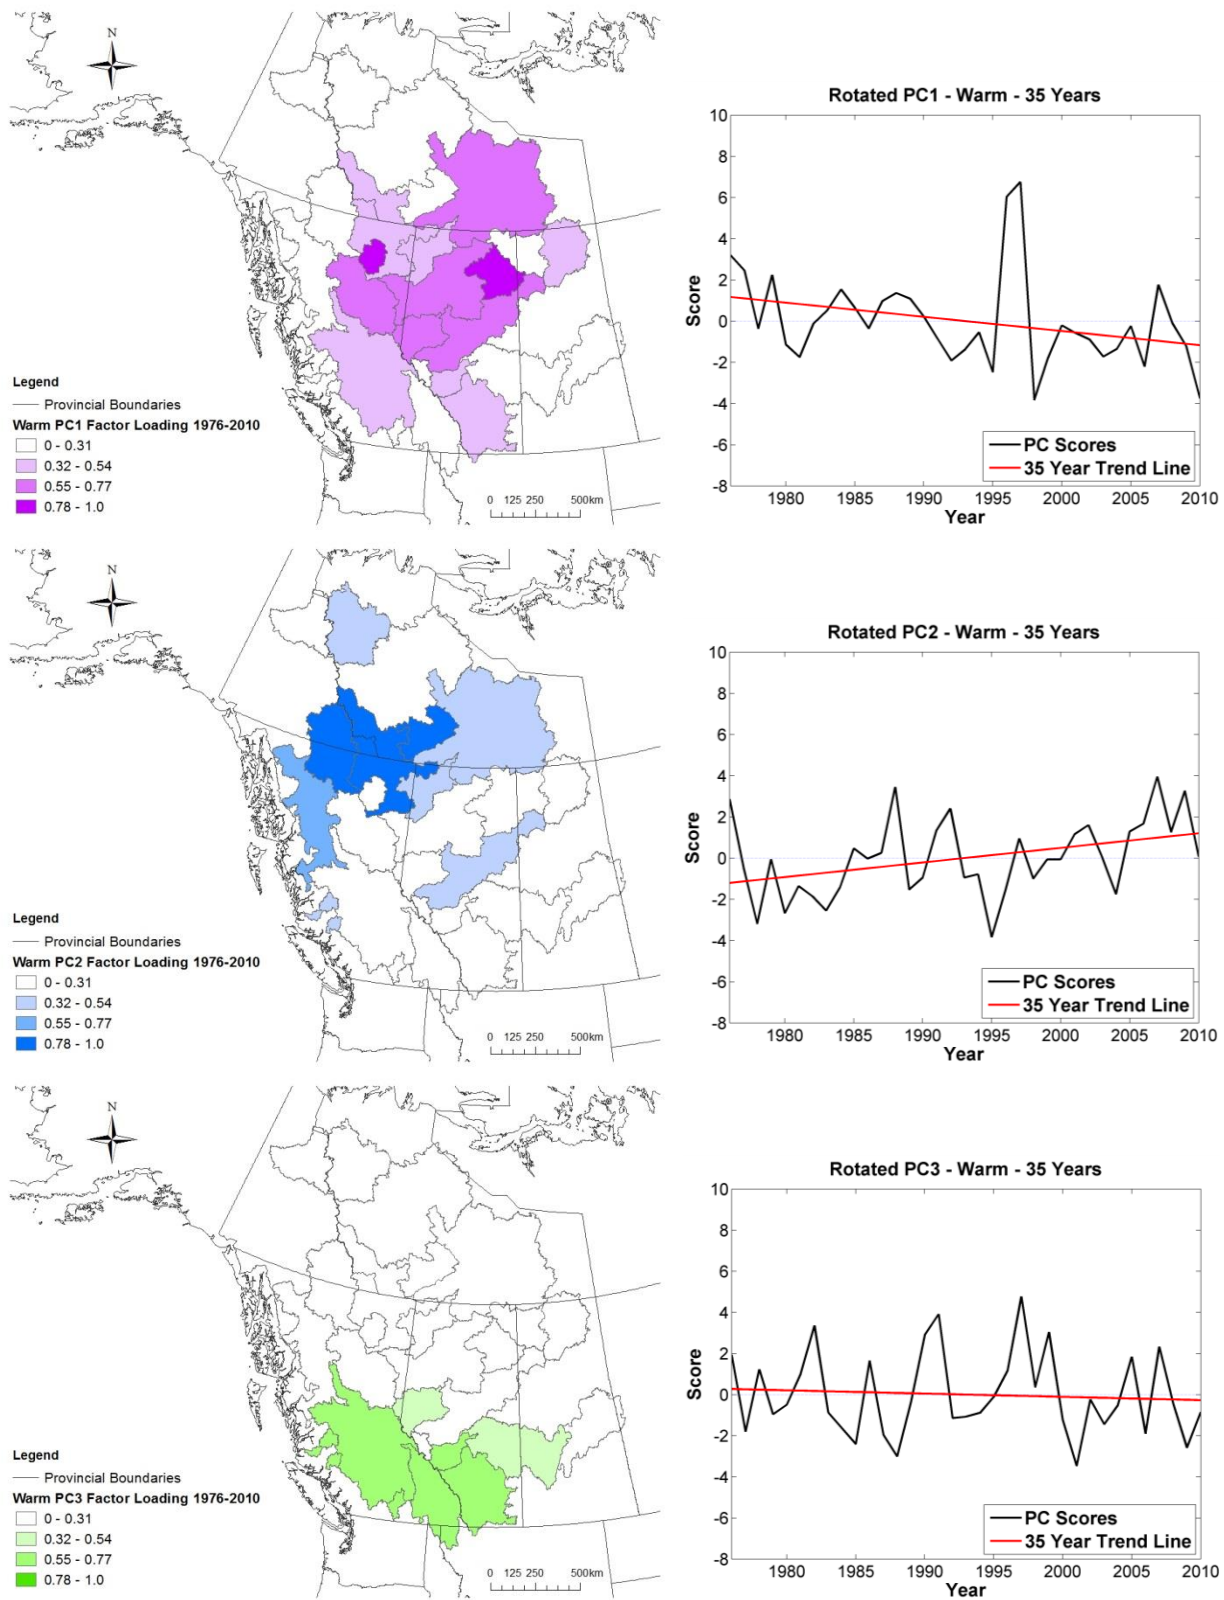 N
Legend
Provincial Boundaries
Warm PC1 Factor Loading 1976-2010
0 - 0.31
0.32 - 0.54
0.55 - 0.77
0.78 - 1.0
0 125 250 500km
Rotated PC1 - Warm - 35 Years
10
8
6
4
2
0
-2
-4
-6
-8
Score
PC Scores
35 Year Trend Line
1980 1985 1990 1995 2000 2005 2010
Year
N
Legend
Provincial Boundaries
Warm PC2 Factor Loading 1976-2010
0 - 0.31
0.32 - 0.54
0.55 - 0.77
0.78 - 1.0
0 125 250 500km
Rotated PC2 - Warm - 35 Years
10
8
6
4
2
0
-2
-4
-6
-8
Score
PC Scores
35 Year Trend Line
1980 1985 1990 1995 2000 2005 2010
Year
N
Legend
Provincial Boundaries
Warm PC3 Factor Loading 1976-2010
0 - 0.31
0.32 - 0.54
0.55 - 0.77
0.78 - 1.0
0 125 250 500km
Rotated PC3 - Warm - 35 Years
10
8
6
4
2
0
-2
-4
-6
-8
Score
PC Scores
35 Year Trend Line
1980 1985 1990 1995 2000 2005 2010
Year